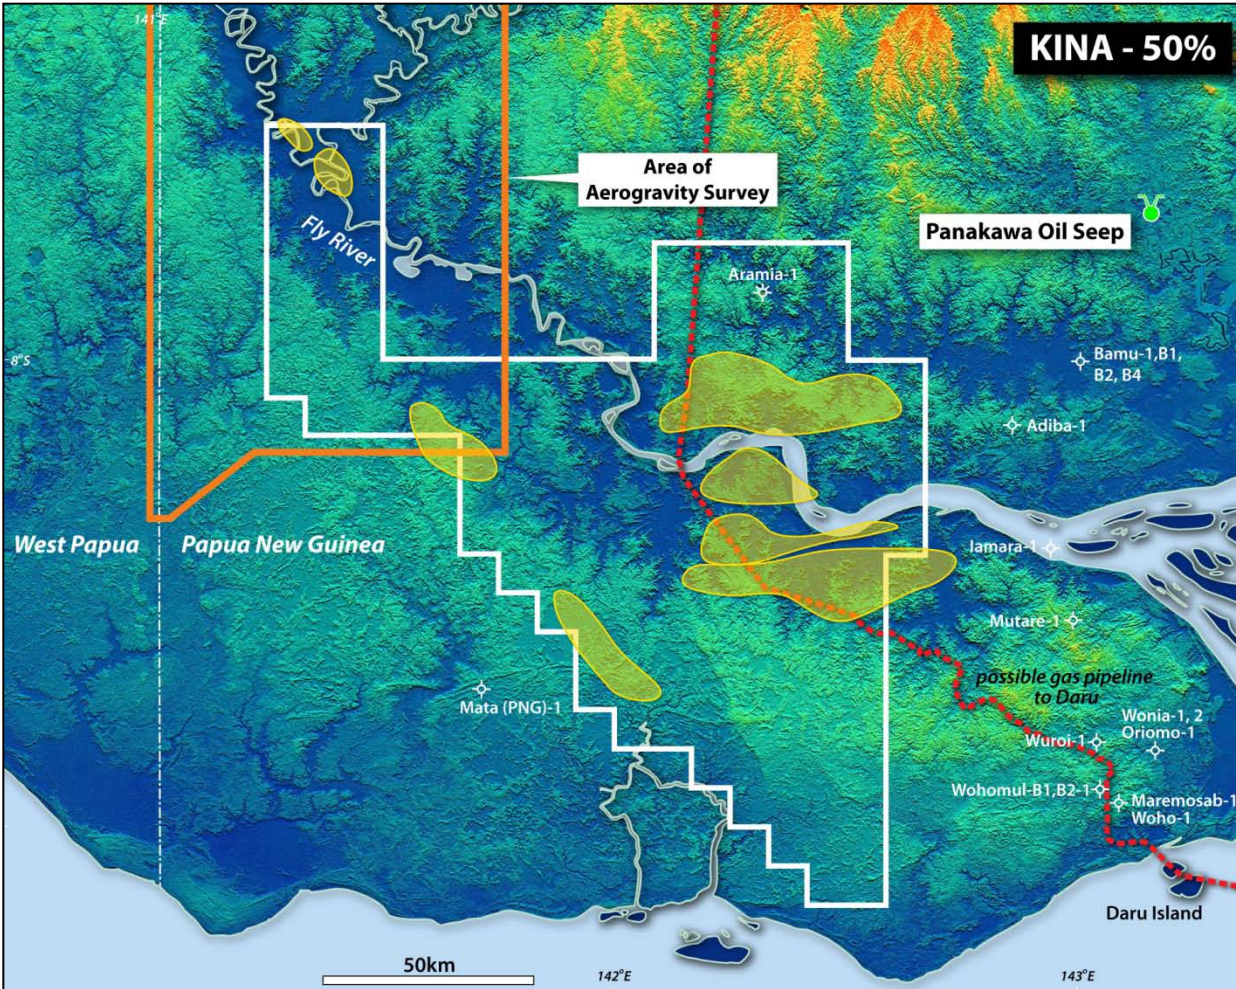 141°E
KINA - 50%
Area of
Aerogravity Survey
Panakawa Oil Seep
Fly River
Aramia-1
8°S
Bamu-1,B1,
B2, B4
Adiba-1
West Papua
Papua New Guinea
Iamara-1
Mutare-1
possible gas pipeline
to Daru
Mata (PNG)-1
Wonia-1, 2
Oriomo-1
Wuroi-1
Wohomul-B1,B2-1
Maremosab-1
Woho-1
Daru Island
50km
142°E
143°E